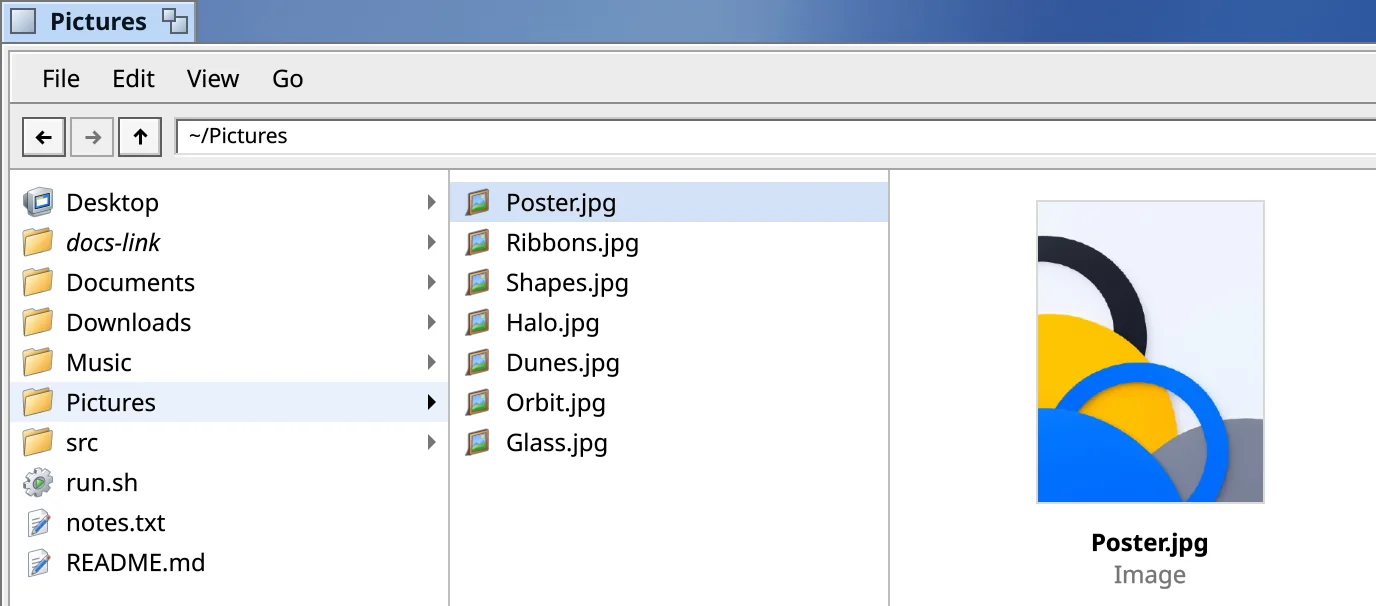 Pictures
File Edit View Go
~/Pictures
Desktop
docs-link
Documents
Downloads
Music
Pictures
src
run.sh
notes.txt
README.md
Poster.jpg
Ribbons.jpg
Shapes.jpg
Halo.jpg
Dunes.jpg
Orbit.jpg
Glass.jpg
Poster.jpg
Image